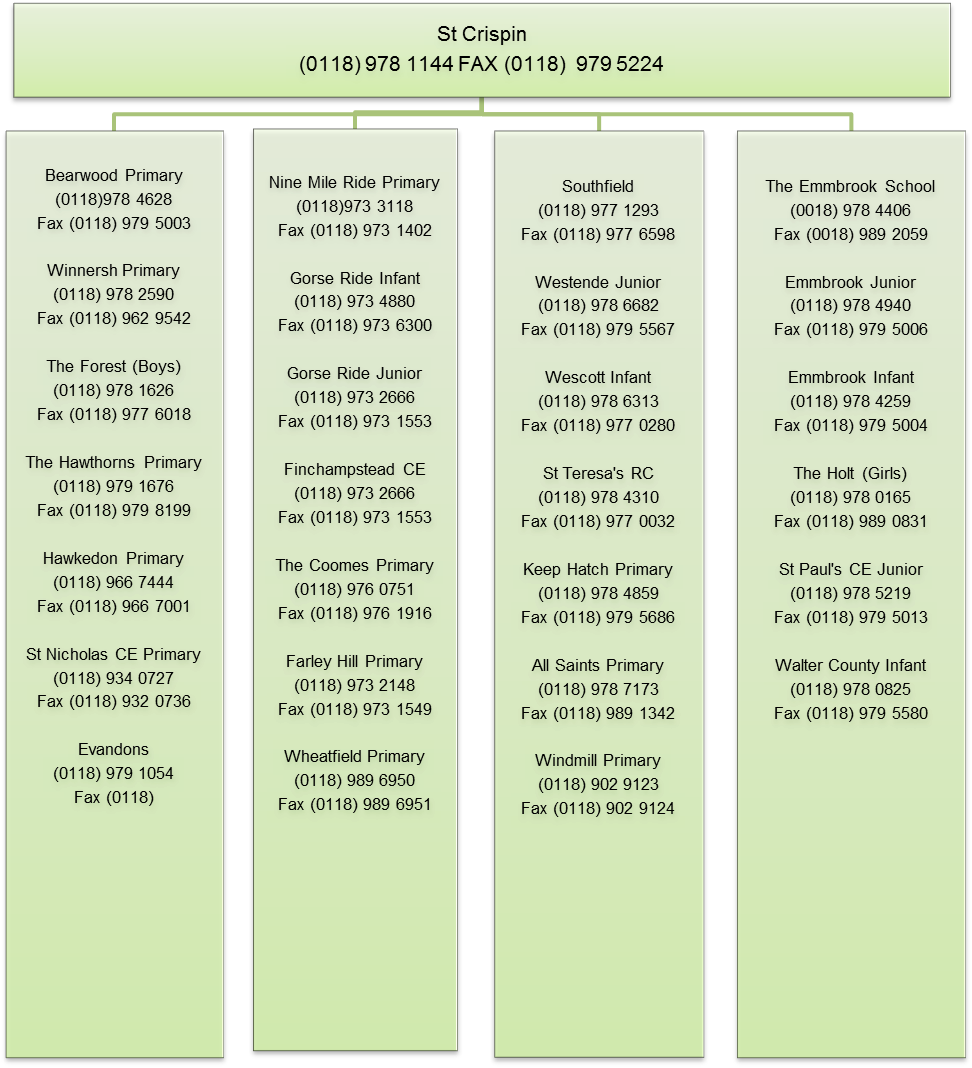 St Crispin
(0118) 978 1144 FAX (0118) 979 5224
Bearwood Primary
(0118)978 4628
Fax (0118) 979 5003
Winnersh Primary
(0118) 978 2590
Fax (0118) 962 9542
The Forest (Boys)
(0118) 978 1626
Fax (0118) 977 6018
The Hawthorns Primary
(0118) 979 1676
Fax (0118) 979 8199
Hawkedon Primary
(0118) 966 7444
Fax (0118) 966 7001
St Nicholas CE Primary
(0118) 934 0727
Fax (0118) 932 0736
Evandons
(0118) 979 1054
Fax (0118)
Nine Mile Ride Primary
(0118)973 3118
Fax (0118) 973 1402
Gorse Ride Infant
(0118) 973 4880
Fax (0118) 973 6300
Gorse Ride Junior
(0118) 973 2666
Fax (0118) 973 1553
Finchampstead CE
(0118) 973 2666
Fax (0118) 973 1553
The Coomes Primary
(0118) 976 0751
Fax (0118) 976 1916
Farley Hill Primary
(0118) 973 2148
Fax (0118) 973 1549
Wheatfield Primary
(0118) 989 6950
Fax (0118) 989 6951
Southfield
(0118) 977 1293
Fax (0118) 977 6598
Westende Junior
(0118) 978 6682
Fax (0118) 979 5567
Wescott Infant
(0118) 978 6313
Fax (0118) 977 0280
St Teresa's RC
(0118) 978 4310
Fax (0118) 977 0032
Keep Hatch Primary
(0118) 978 4859
Fax (0118) 979 5686
All Saints Primary
(0118) 978 7173
Fax (0118) 989 1342
Windmill Primary
(0118) 902 9123
Fax (0118) 902 9124
The Emmbrook School
(0018) 978 4406
Fax (0018) 989 2059
Emmbrook Junior
(0118) 978 4940
Fax (0118) 979 5006
Emmbrook Infant
(0118) 978 4259
Fax (0118) 979 5004
The Holt (Girls)
(0118) 978 0165
Fax (0118) 989 0831
St Paul's CE Junior
(0118) 978 5219
Fax (0118) 979 5013
Walter County Infant
(0118) 978 0825
Fax (0118) 979 5580